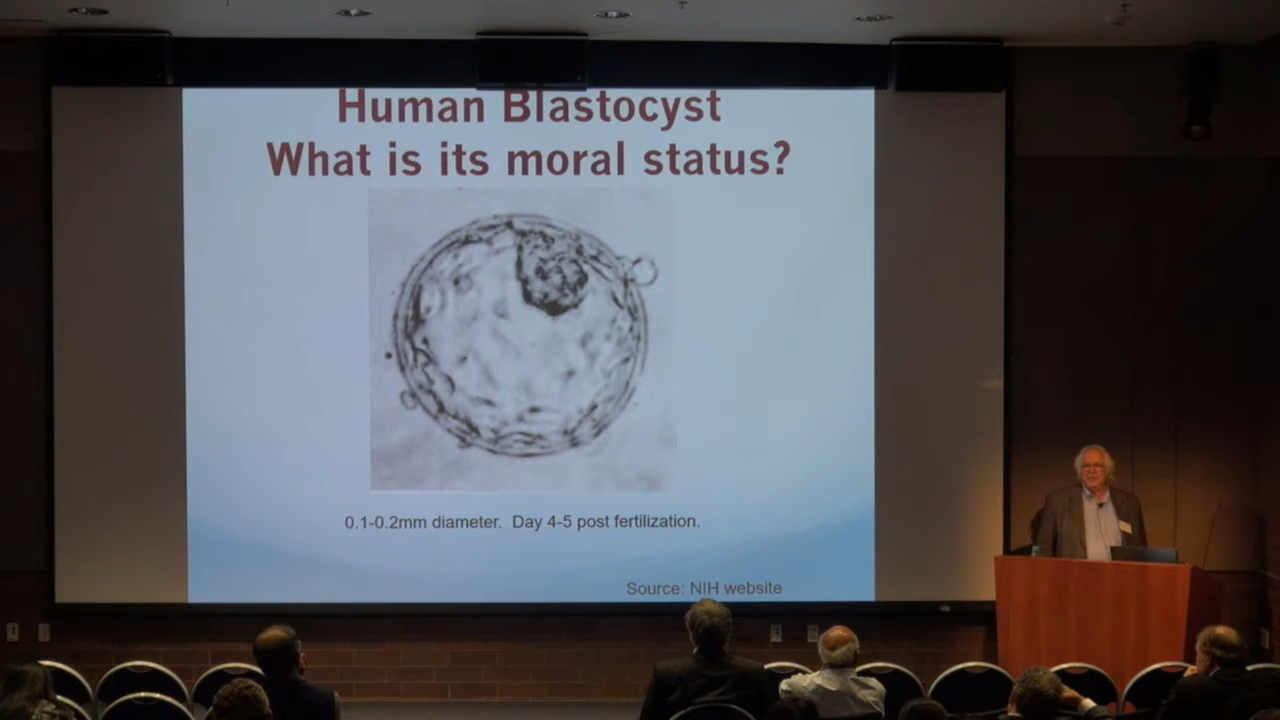 Human Blastocyst
What is its moral status?
0.1-0.2mm diameter. Day 4-5 post fertilization.
Source: NIH website